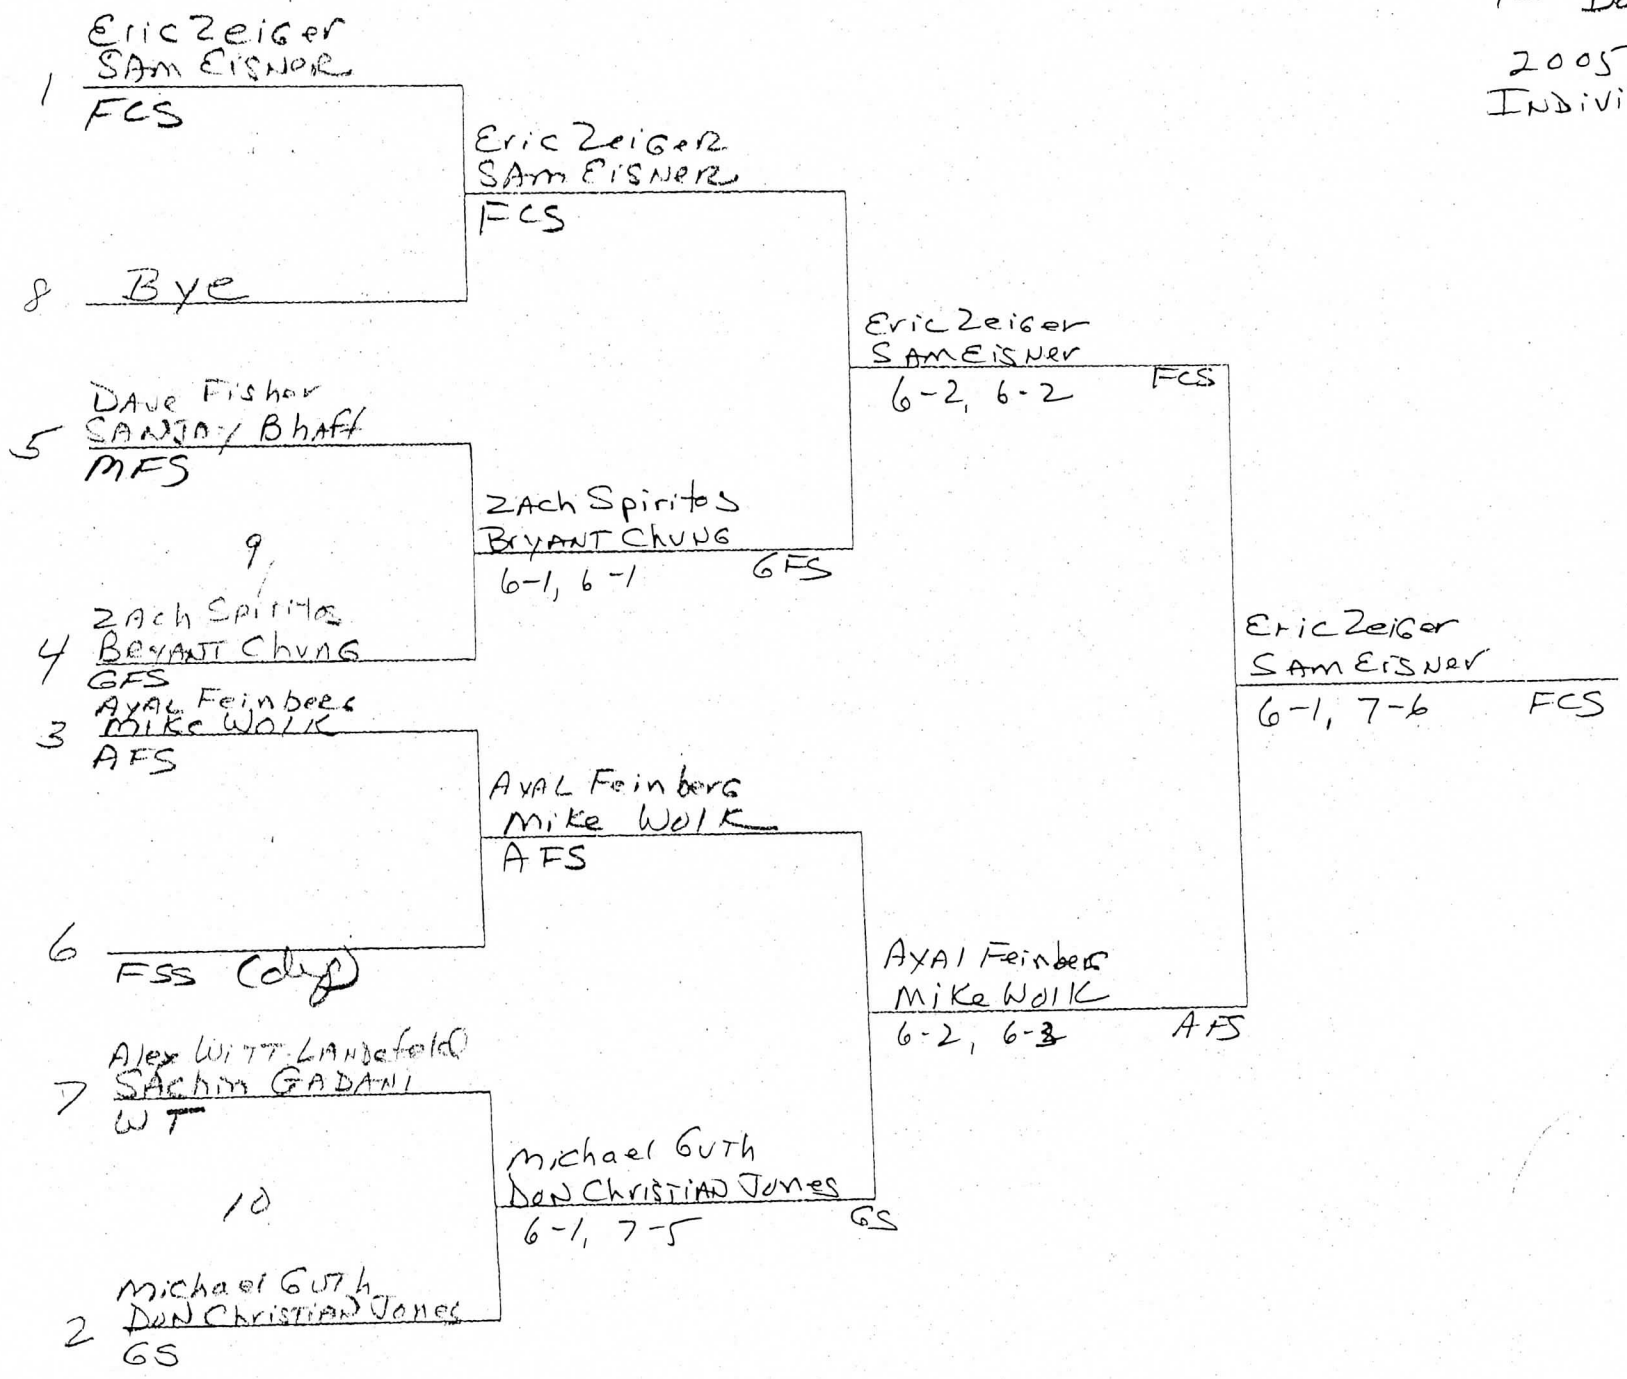 Eric Zeiger
SAM EISNOR
1
FCS
8 Bye
DAve Fisher
5 SANJAY Bhatt
MFS
9
ZAch Spiritos
4 BRYANT Chung
GFS
AYAL Feinberg
3 Mike Wolk
AFS
6
FSS (def)
Alex WITT-LANdefeld
7 SAchin GADANI
WT
10
Michael Guth
2 DON ChristiAN Jones
GS
Eric ZeiGeR
SAM EISNeR
FCS
ZAch Spiritos
BryANT ChUNG
6-1, 6-1 GFS
AYAL Feinberg
Mike Wolk
AFS
Michael Guth
DON ChrisTiAN Jones
6-1, 7-5 GS
Eric Zeiger
SAM EisNer
6-2, 6-2 FCS
AYAl Feinberg
Mike Wolk
6-2, 6-3 AFS
Eric Zeiger
SAM EisNer
6-1, 7-6 FCS
2005
INDIVI